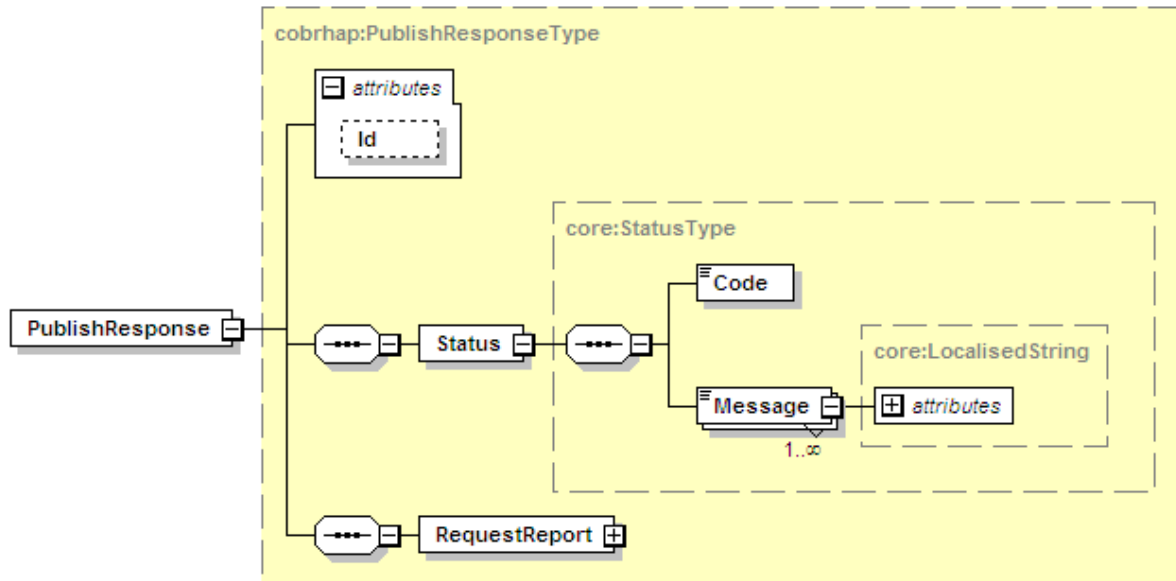 cobrhap:PublishResponseType
attributes
Id
core:StatusType
Code
PublishResponse
Status
core:LocalisedString
Message
attributes
1..∞
RequestReport